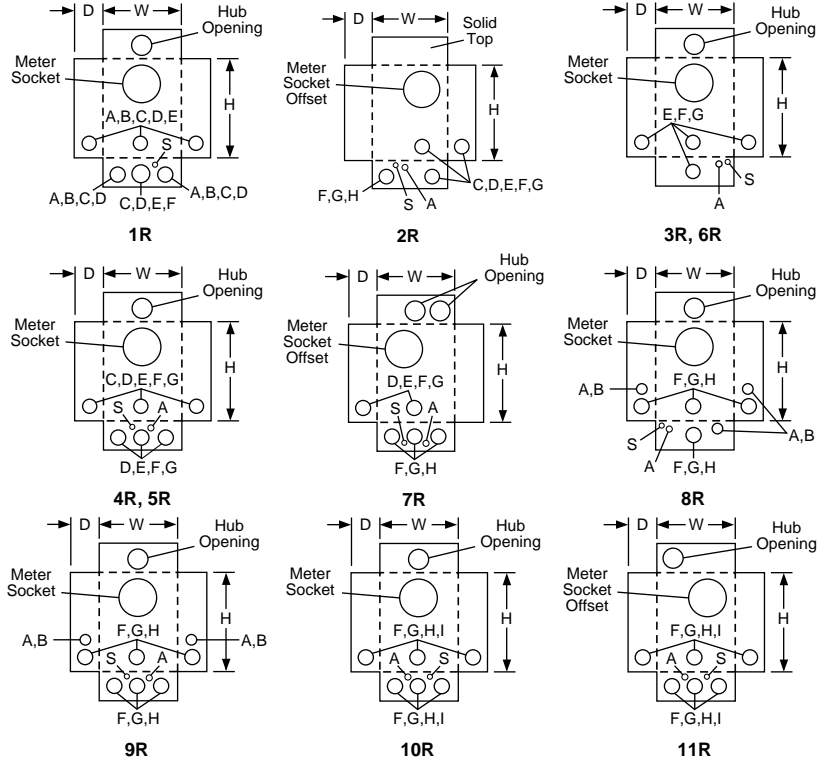 D W Hub
Opening
Meter
Socket
H
A,B,C,D,E
S
A,B,C,D
C,D,E,F
A,B,C,D
1R
D W Solid
Top
Meter
Socket
Offset
H
F,G,H
S
A
C,D,E,F,G
2R
D W Hub
Opening
Meter
Socket
H
E,F,G
S
A
3R, 6R
D W Hub
Opening
Meter
Socket
H
C,D,E,F,G
S A
D,E,F,G
4R, 5R
D W Hub
Opening
Meter
Socket
Offset
H
D,E,F,G
S A
F,G,H
7R
D W Hub
Opening
Meter
Socket
H
A,B
F,G,H
S
A
A,B
F,G,H
8R
D W Hub
Opening
Meter
Socket
H
F,G,H
A,B A,B
S A
F,G,H
9R
D W Hub
Opening
Meter
Socket
H
F,G,H,I
A S
F,G,H,I
10R
D W Hub
Opening
Meter
Socket
Offset
H
F,G,H,I
A S
F,G,H,I
11R